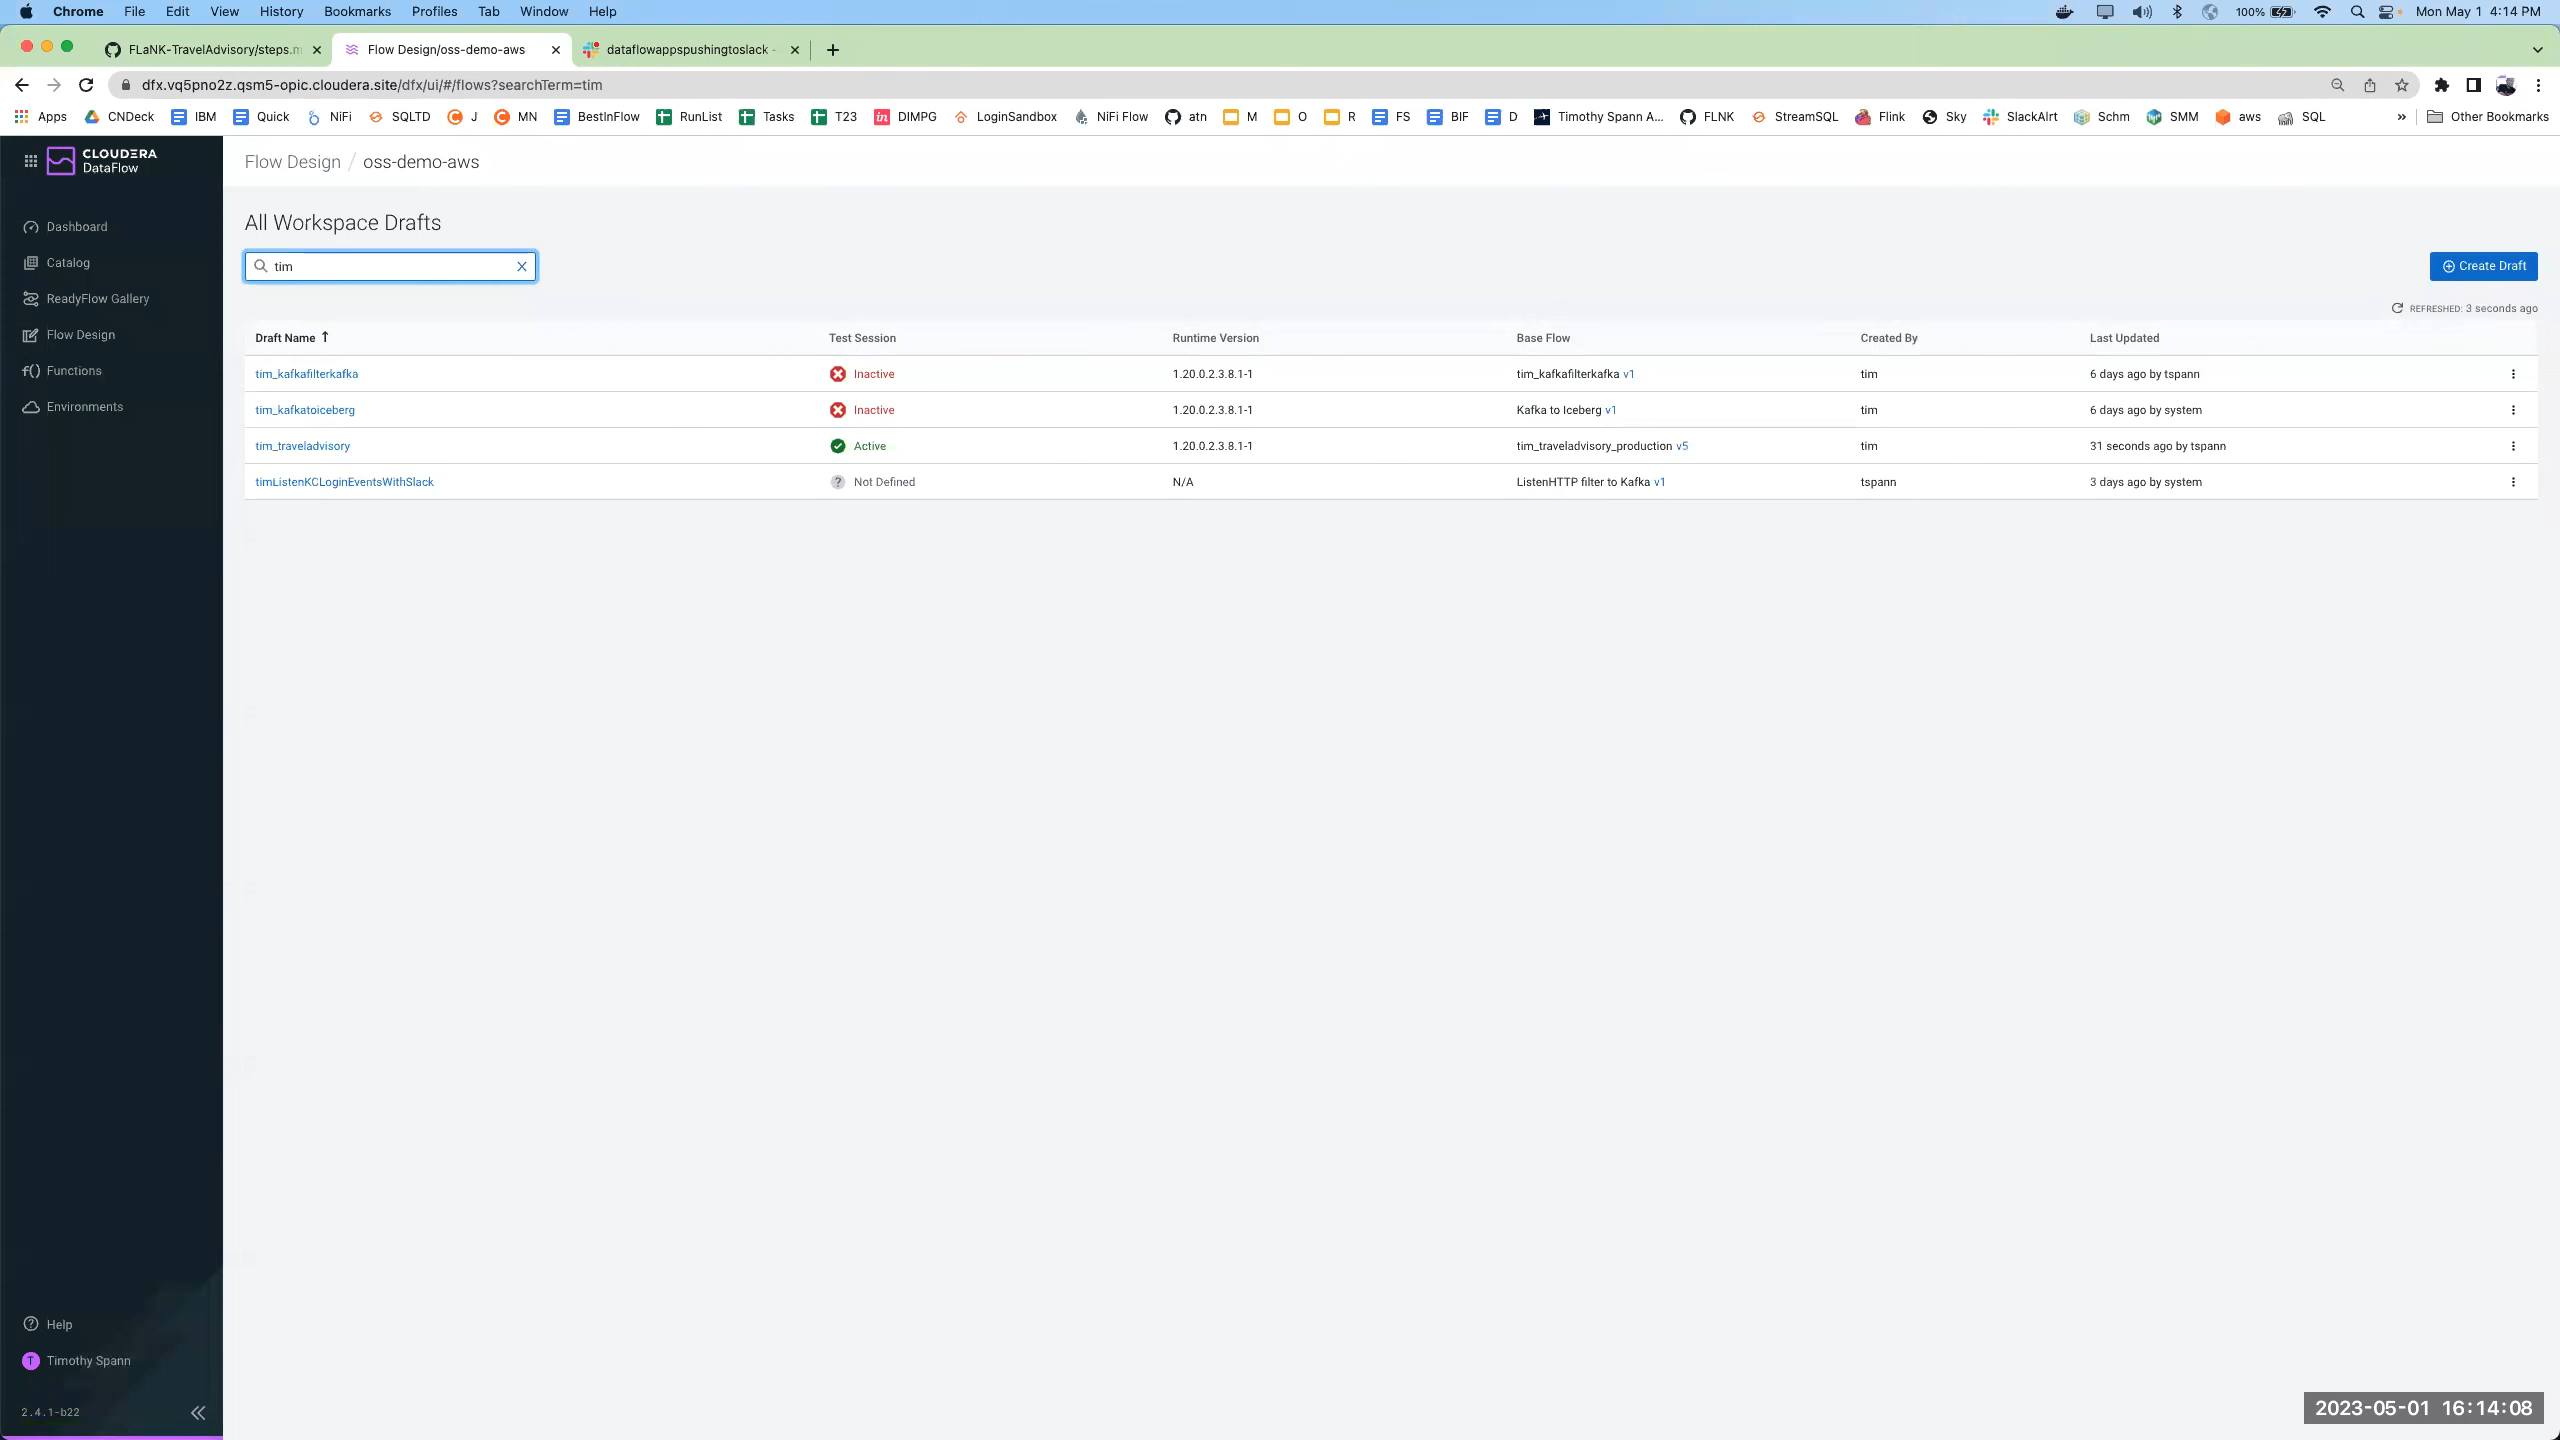 Chrome File Edit View History Bookmarks Profiles Tab Window Help 100% Mon May 1 4:14 PM
FLaNK-TravelAdvisory/steps.m Flow Design/oss-demo-aws dataflowappspushingtoslack -
dfx.vq5pno2z.qsm5-opic.cloudera.site/dfx/ui/#/flows?searchTerm=tim
Apps CNDeck IBM Quick NiFi SQLTD J MN BestInFlow RunList Tasks T23 DIMPG LoginSandbox NiFi Flow atn M O R FS BIF D Timothy Spann A... FLNK StreamSQL Flink Sky SlackAlrt Schm SMM aws SQL » Other Bookmarks
CLOUDERA
DataFlow
Flow Design / oss-demo-aws
Dashboard
Catalog
ReadyFlow Gallery
Flow Design
Functions
Environments
All Workspace Drafts
tim
Create Draft
REFRESHED: 3 seconds ago
Draft Name Test Session Runtime Version Base Flow Created By Last Updated
tim_kafkafilterkafka Inactive 1.20.0.2.3.8.1-1 tim_kafkafilterkafka v1 tim 6 days ago by tspann
tim_kafkatoiceberg Inactive 1.20.0.2.3.8.1-1 Kafka to Iceberg v1 tim 6 days ago by system
tim_traveladvisory Active 1.20.0.2.3.8.1-1 tim_traveladvisory_production v5 tim 31 seconds ago by tspann
timListenKCLoginEventsWithSlack Not Defined N/A ListenHTTP filter to Kafka v1 tspann 3 days ago by system
Help
T Timothy Spann
2.4.1-b22
2023-05-01 16:14:08